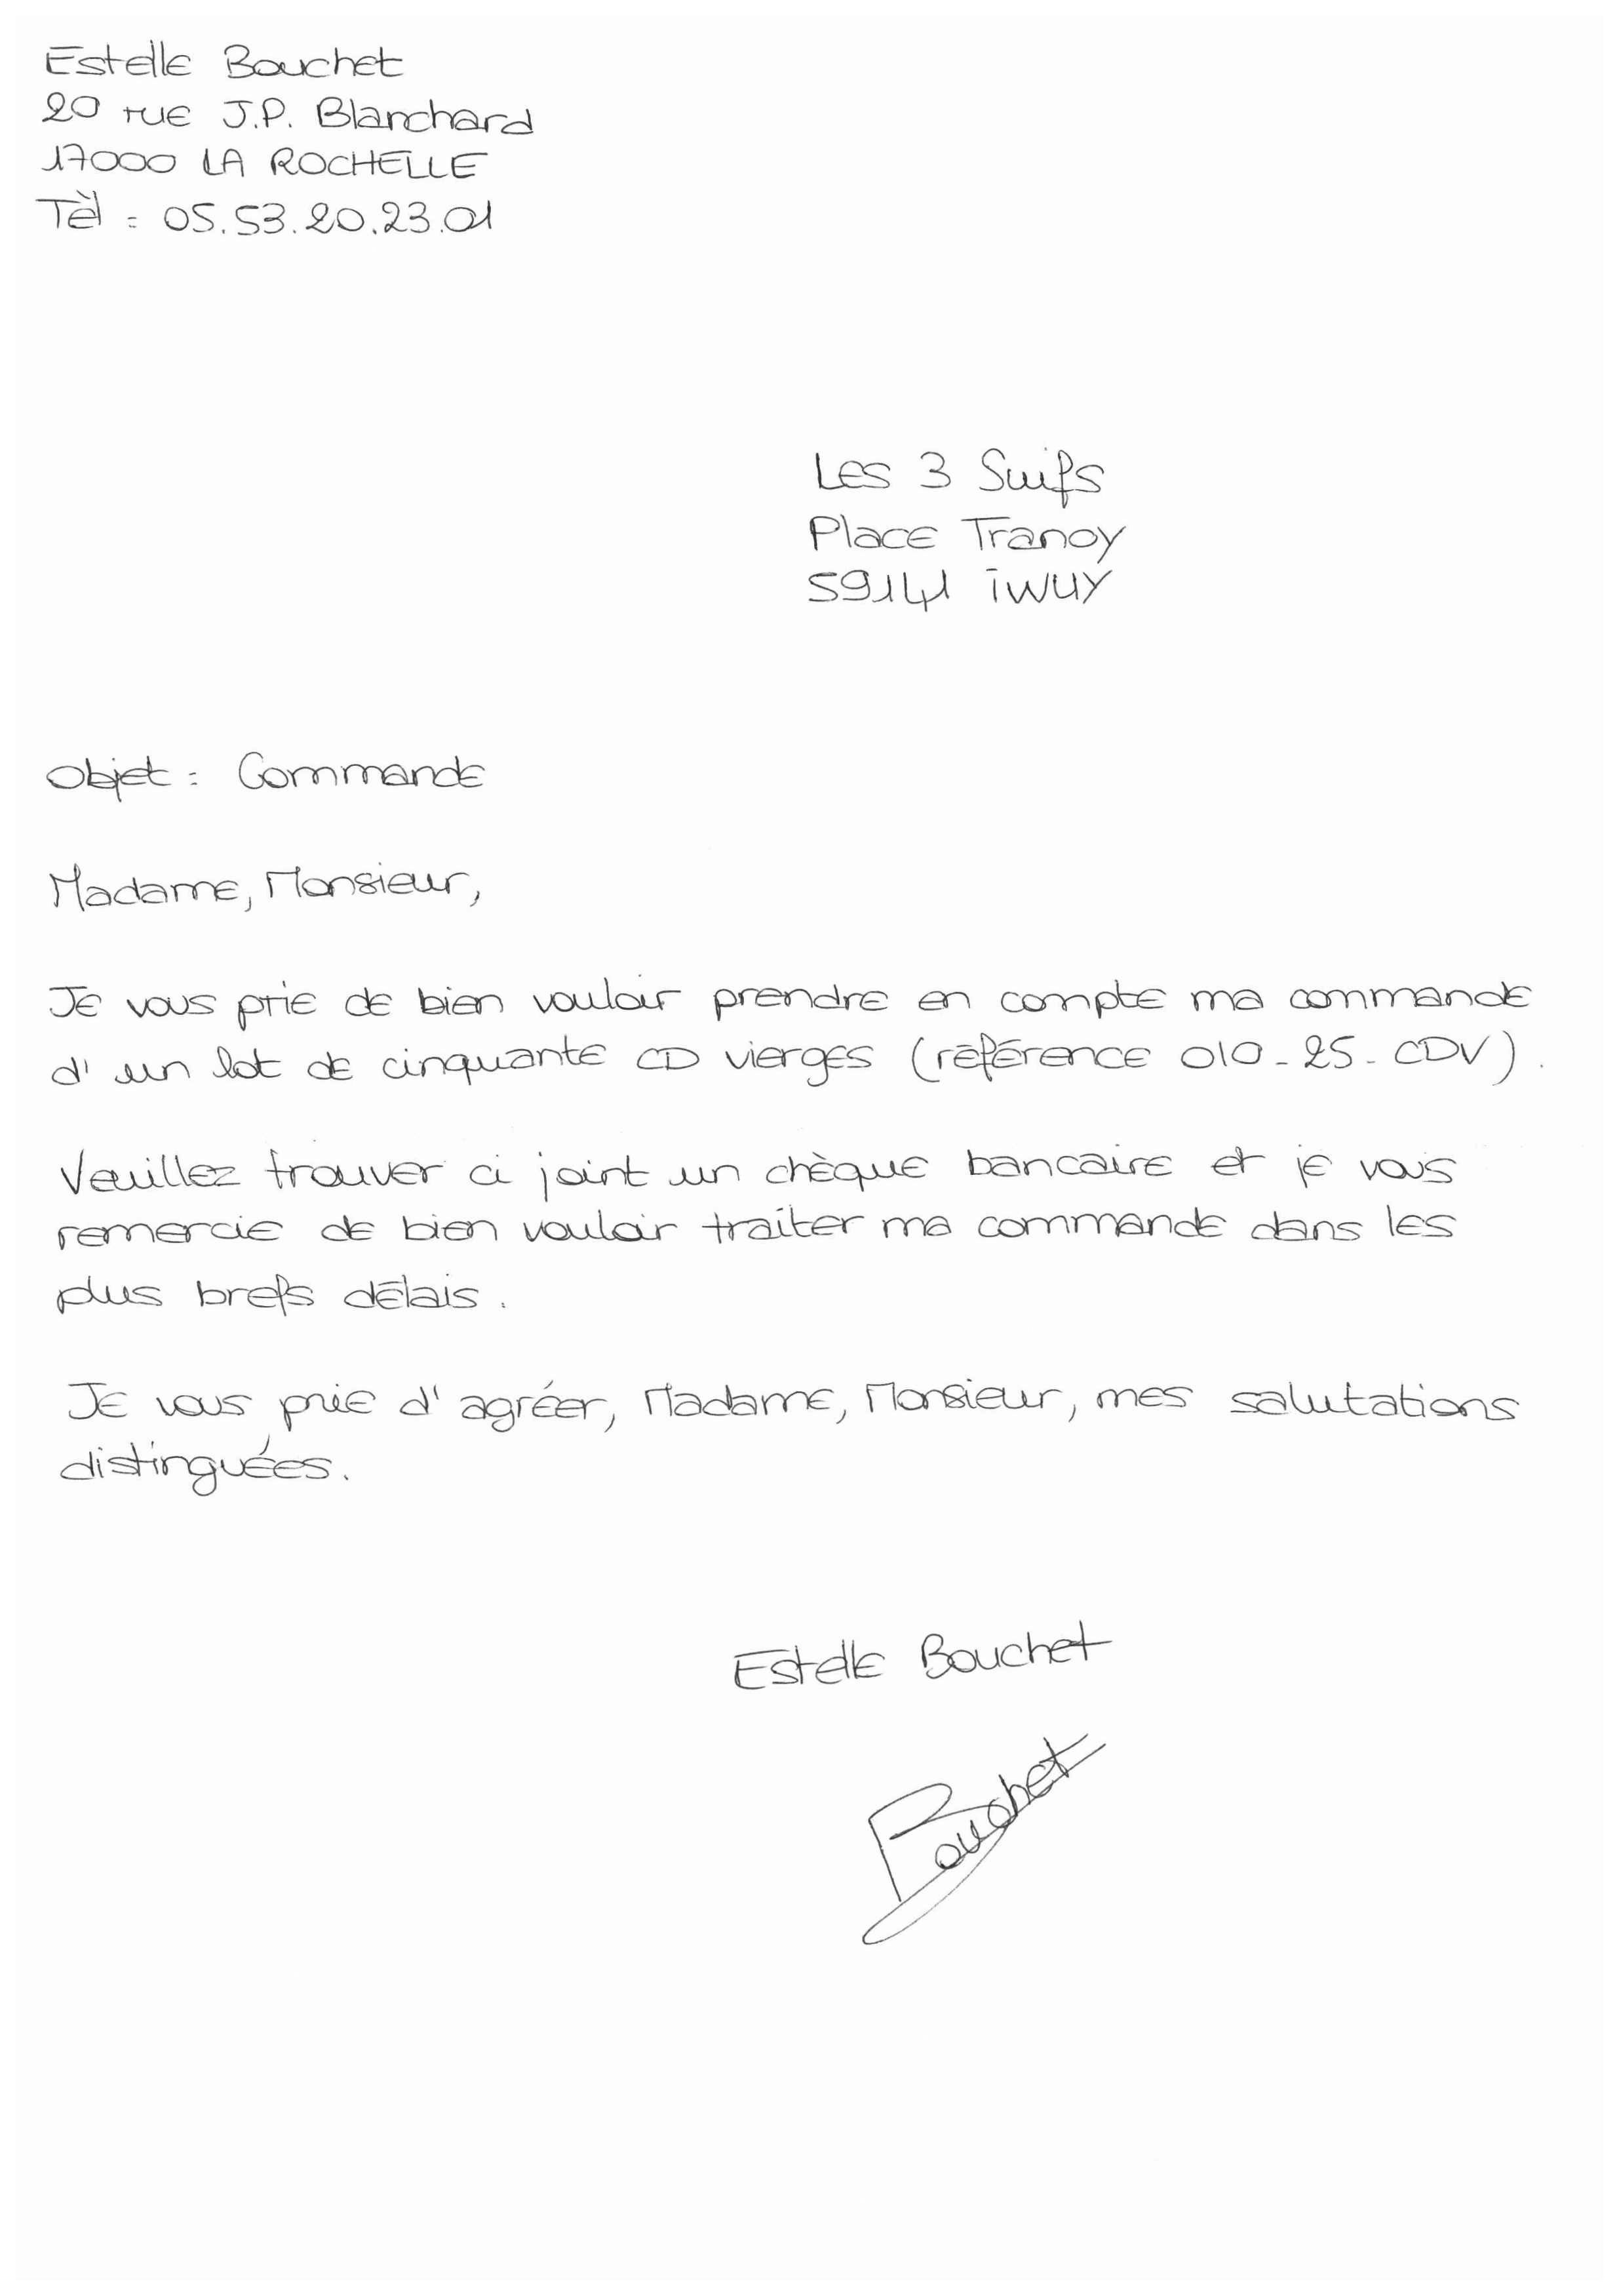 Estelle Bouchet
20 rue J.P. Blanchard
17000 LA ROCHELLE
Tèl : 05.53.20.23.01
Les 3 Suifs
Place Tranoy
59141 iWUY
Objet : Commande
Madame, Monsieur,
Je vous prie de bien vouloir prendre en compte ma commande
d'un lot de cinquante CD vierges (référence 010-25-CDV).
Veuillez trouver ci joint un chèque bancaire et je vous
remercie de bien vouloir traiter ma commande dans les
plus brefs délais.
Je vous prie d'agréer, Madame, Monsieur, mes salutations
distinguées.
Estelle Bouchet
Bouchet